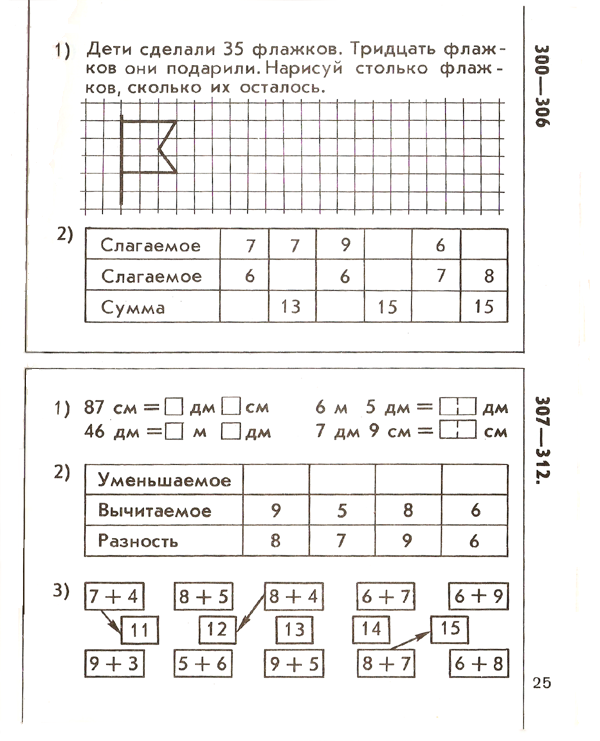 1) Дети сделали 35 флажков. Тридцать флаж-
ков они подарили. Нарисуй столько флаж-
ков, сколько их осталось.
300—306
2)
Слагаемое 7 7 9 6
Слагаемое 6 6 7 8
Сумма 13 15 15
1) 87 см = дм см 6 м 5 дм = дм
46 дм = м дм 7 дм 9 см = см
307—312.
2)
Уменьшаемое
Вычитаемое 9 5 8 6
Разность 8 7 9 6
3) 7 + 4 8 + 5 8 + 4 6 + 7 6 + 9
11 12 13 14 15
9 + 3 5 + 6 9 + 5 8 + 7 6 + 8
25